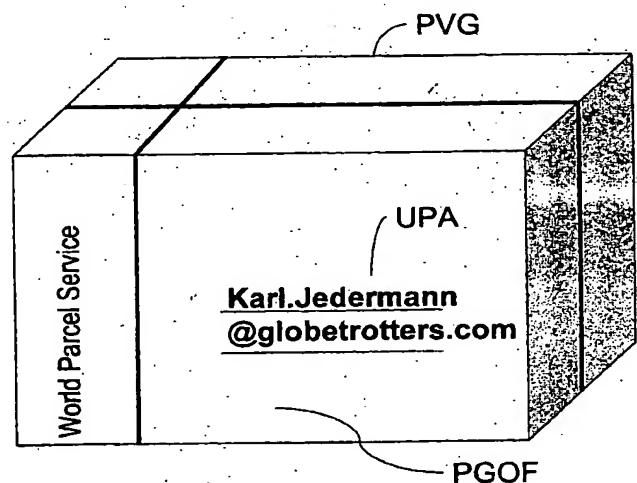 PVG
UPA
World Parcel Service
Karl.Jedermann
@globetrotters.com
PGOF